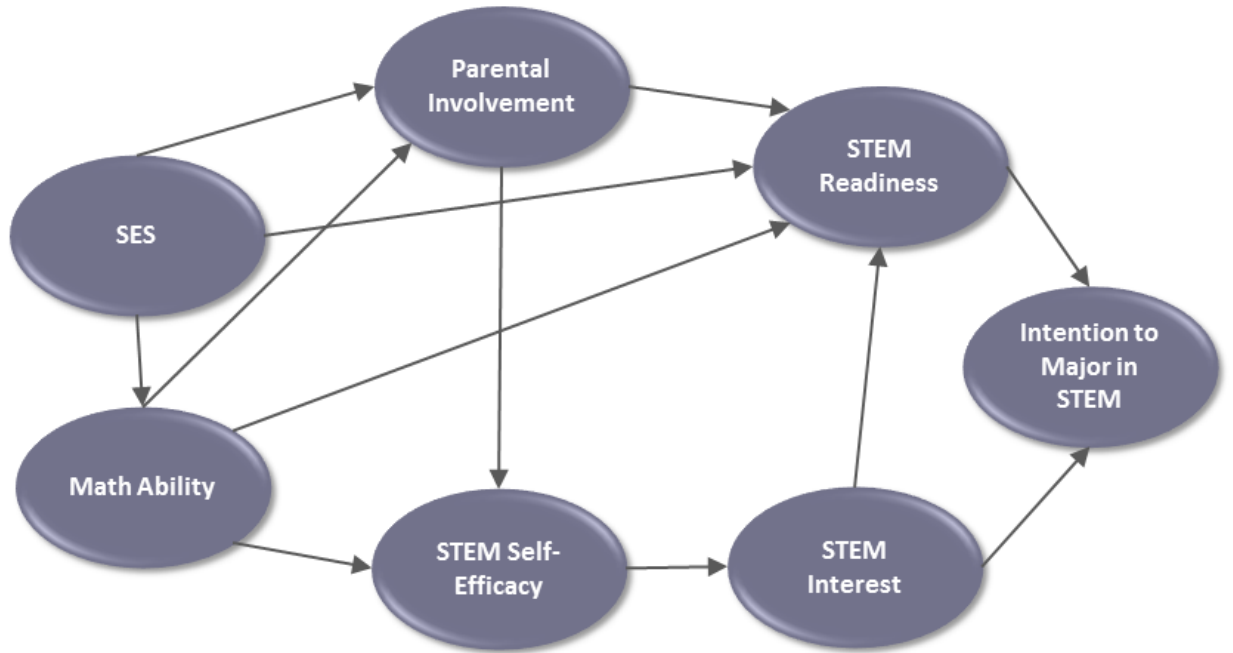 Parental
Involvement
STEM
Readiness
SES
Intention to
Major in
STEM
Math Ability
STEM Self-
Efficacy
STEM
Interest